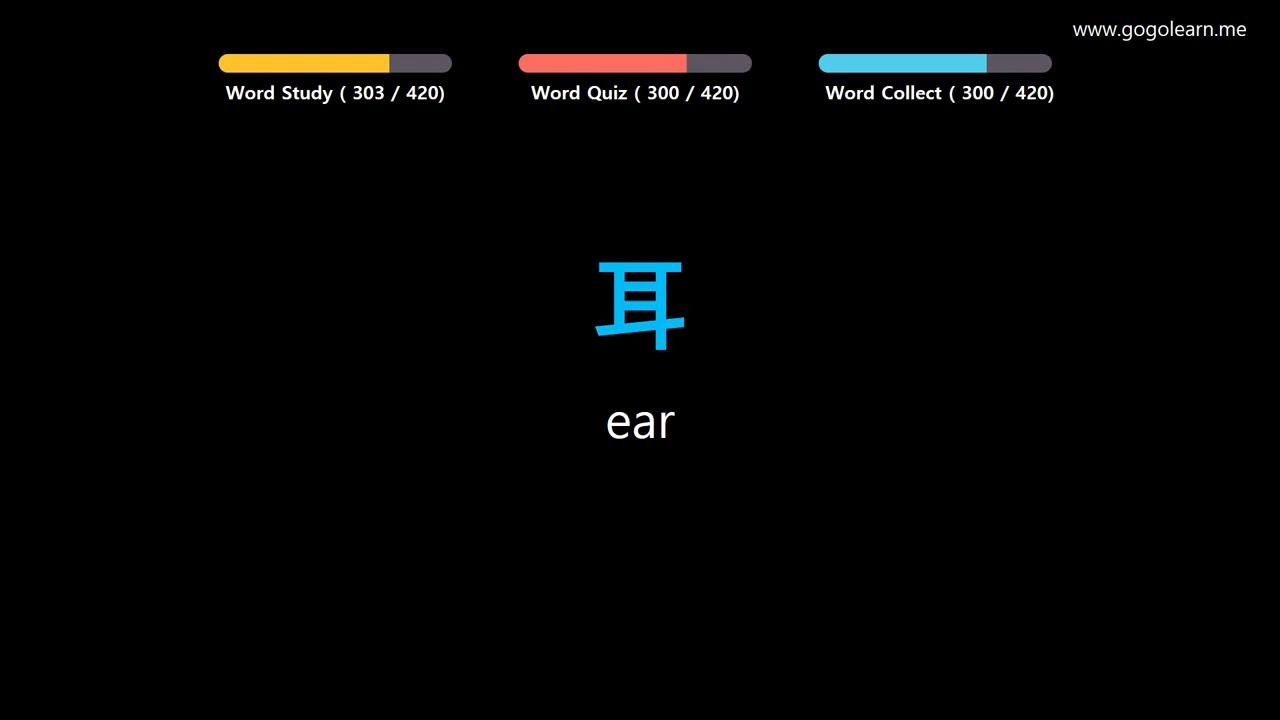 www.gogolearn.me
Word Study ( 303 / 420)
Word Quiz ( 300 / 420)
Word Collect ( 300 / 420)
耳
ear